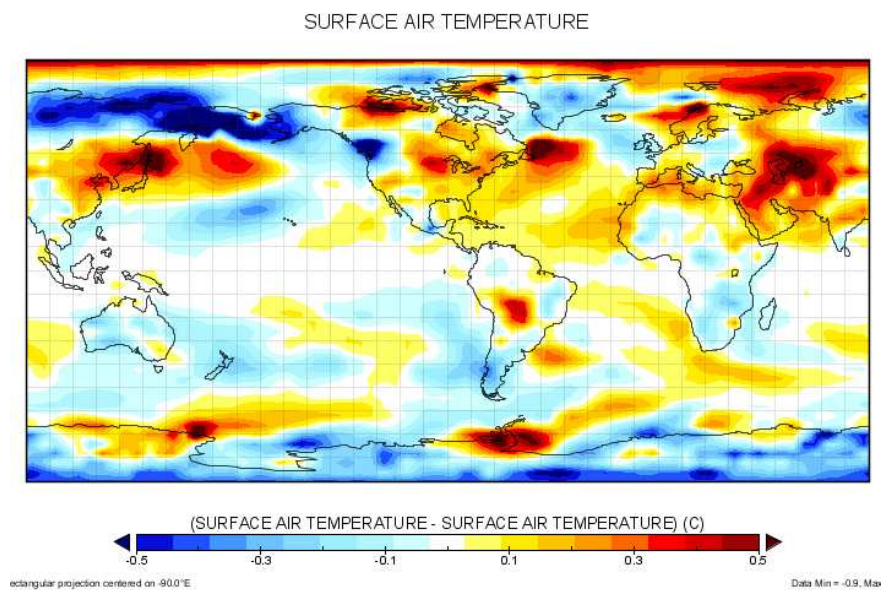 SURFACE AIR TEMPERATURE
(SURFACE AIR TEMPERATURE - SURFACE AIR TEMPERATURE) (C)
-0.5 -0.3 -0.1 0.1 0.3 0.5
ectangular projection centered on -90.0°E
Data Min = -0.9, Max